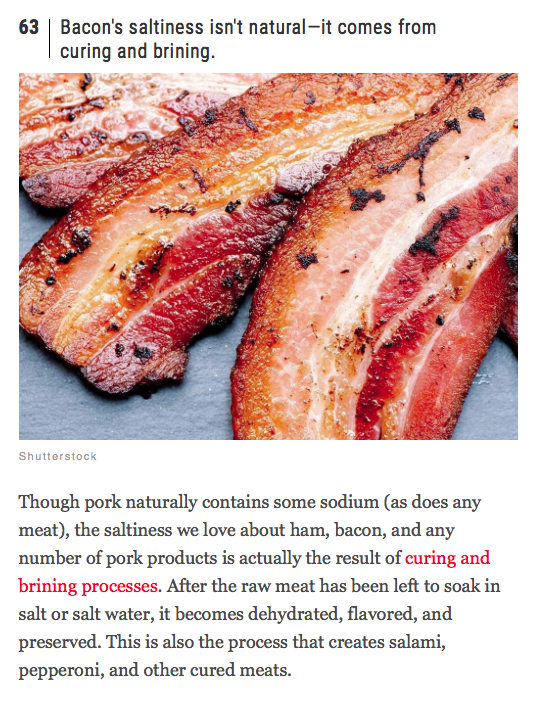 63 Bacon's saltiness isn't natural—it comes from
curing and brining.
Shutterstock
Though pork naturally contains some sodium (as does any
meat), the saltiness we love about ham, bacon, and any
number of pork products is actually the result of curing and
brining processes. After the raw meat has been left to soak in
salt or salt water, it becomes dehydrated, flavored, and
preserved. This is also the process that creates salami,
pepperoni, and other cured meats.